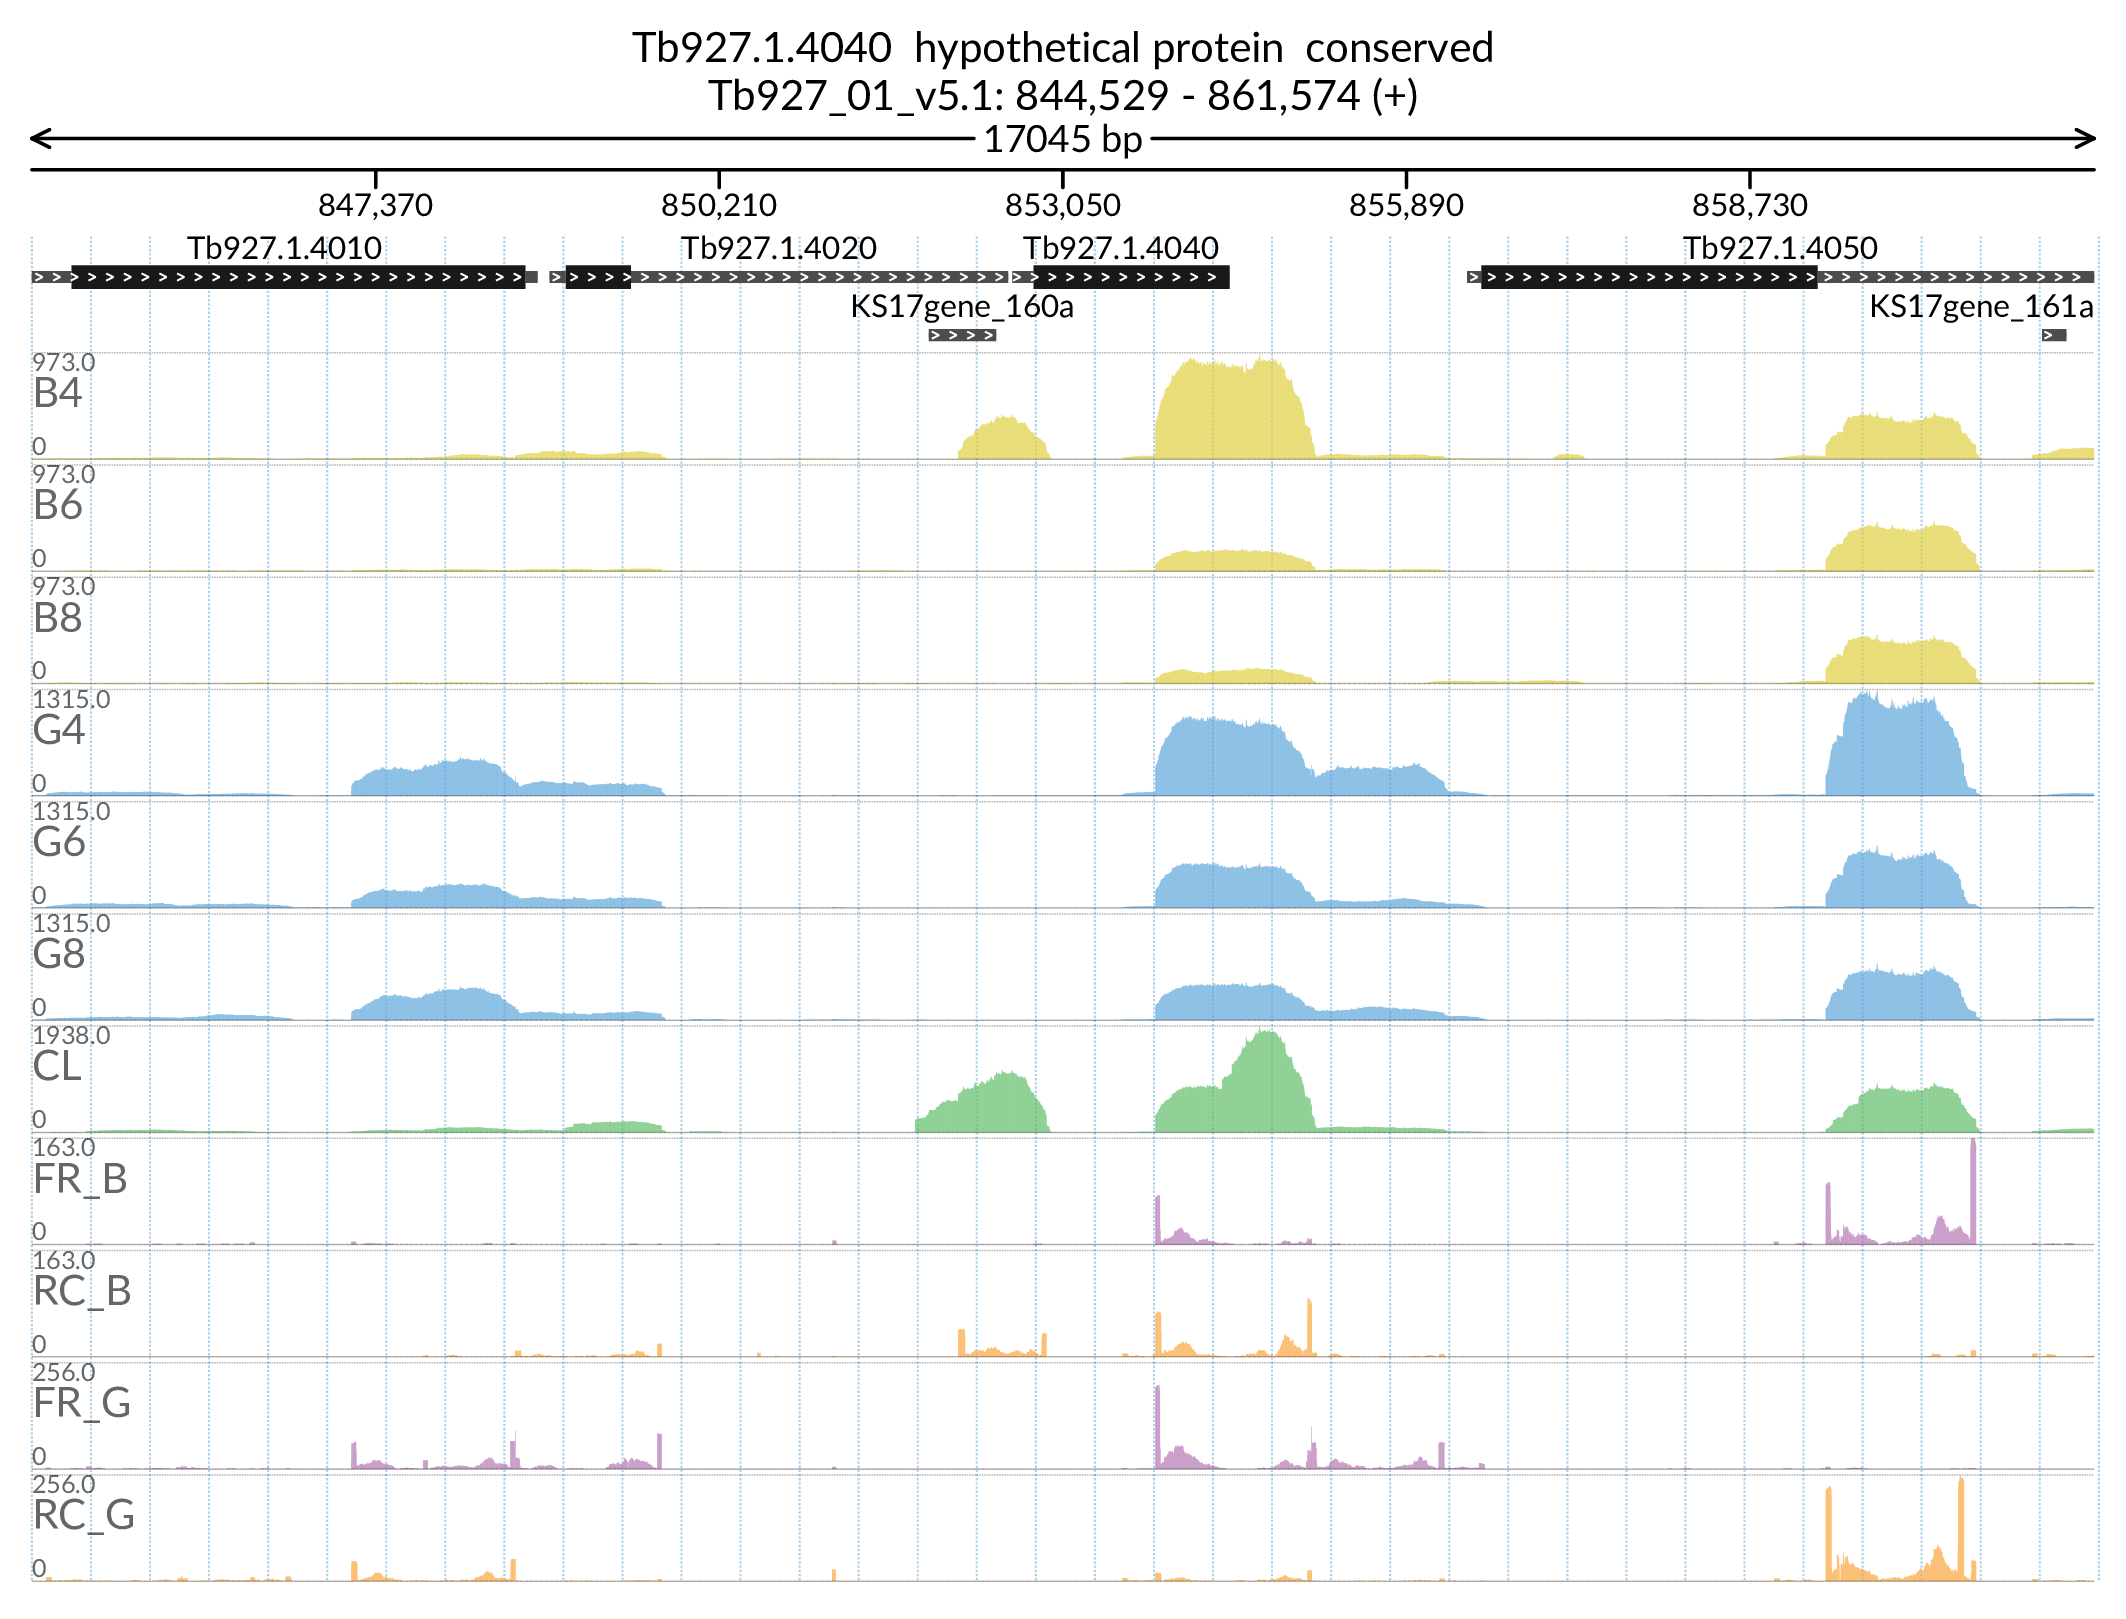 Tb927.1.4040 hypothetical protein conserved
Tb927_01_v5.1: 844,529 - 861,574 (+)
17045 bp
847,370 850,210 853,050 855,890 858,730
Tb927.1.4010 Tb927.1.4020 Tb927.1.4040 Tb927.1.4050
KS17gene_160a KS17gene_161a
973.0
B4
0
973.0
B6
0
973.0
B8
0
1315.0
G4
0
1315.0
G6
0
1315.0
G8
0
1938.0
CL
0
163.0
FR_B
0
163.0
RC_B
0
256.0
FR_G
0
256.0
RC_G
0